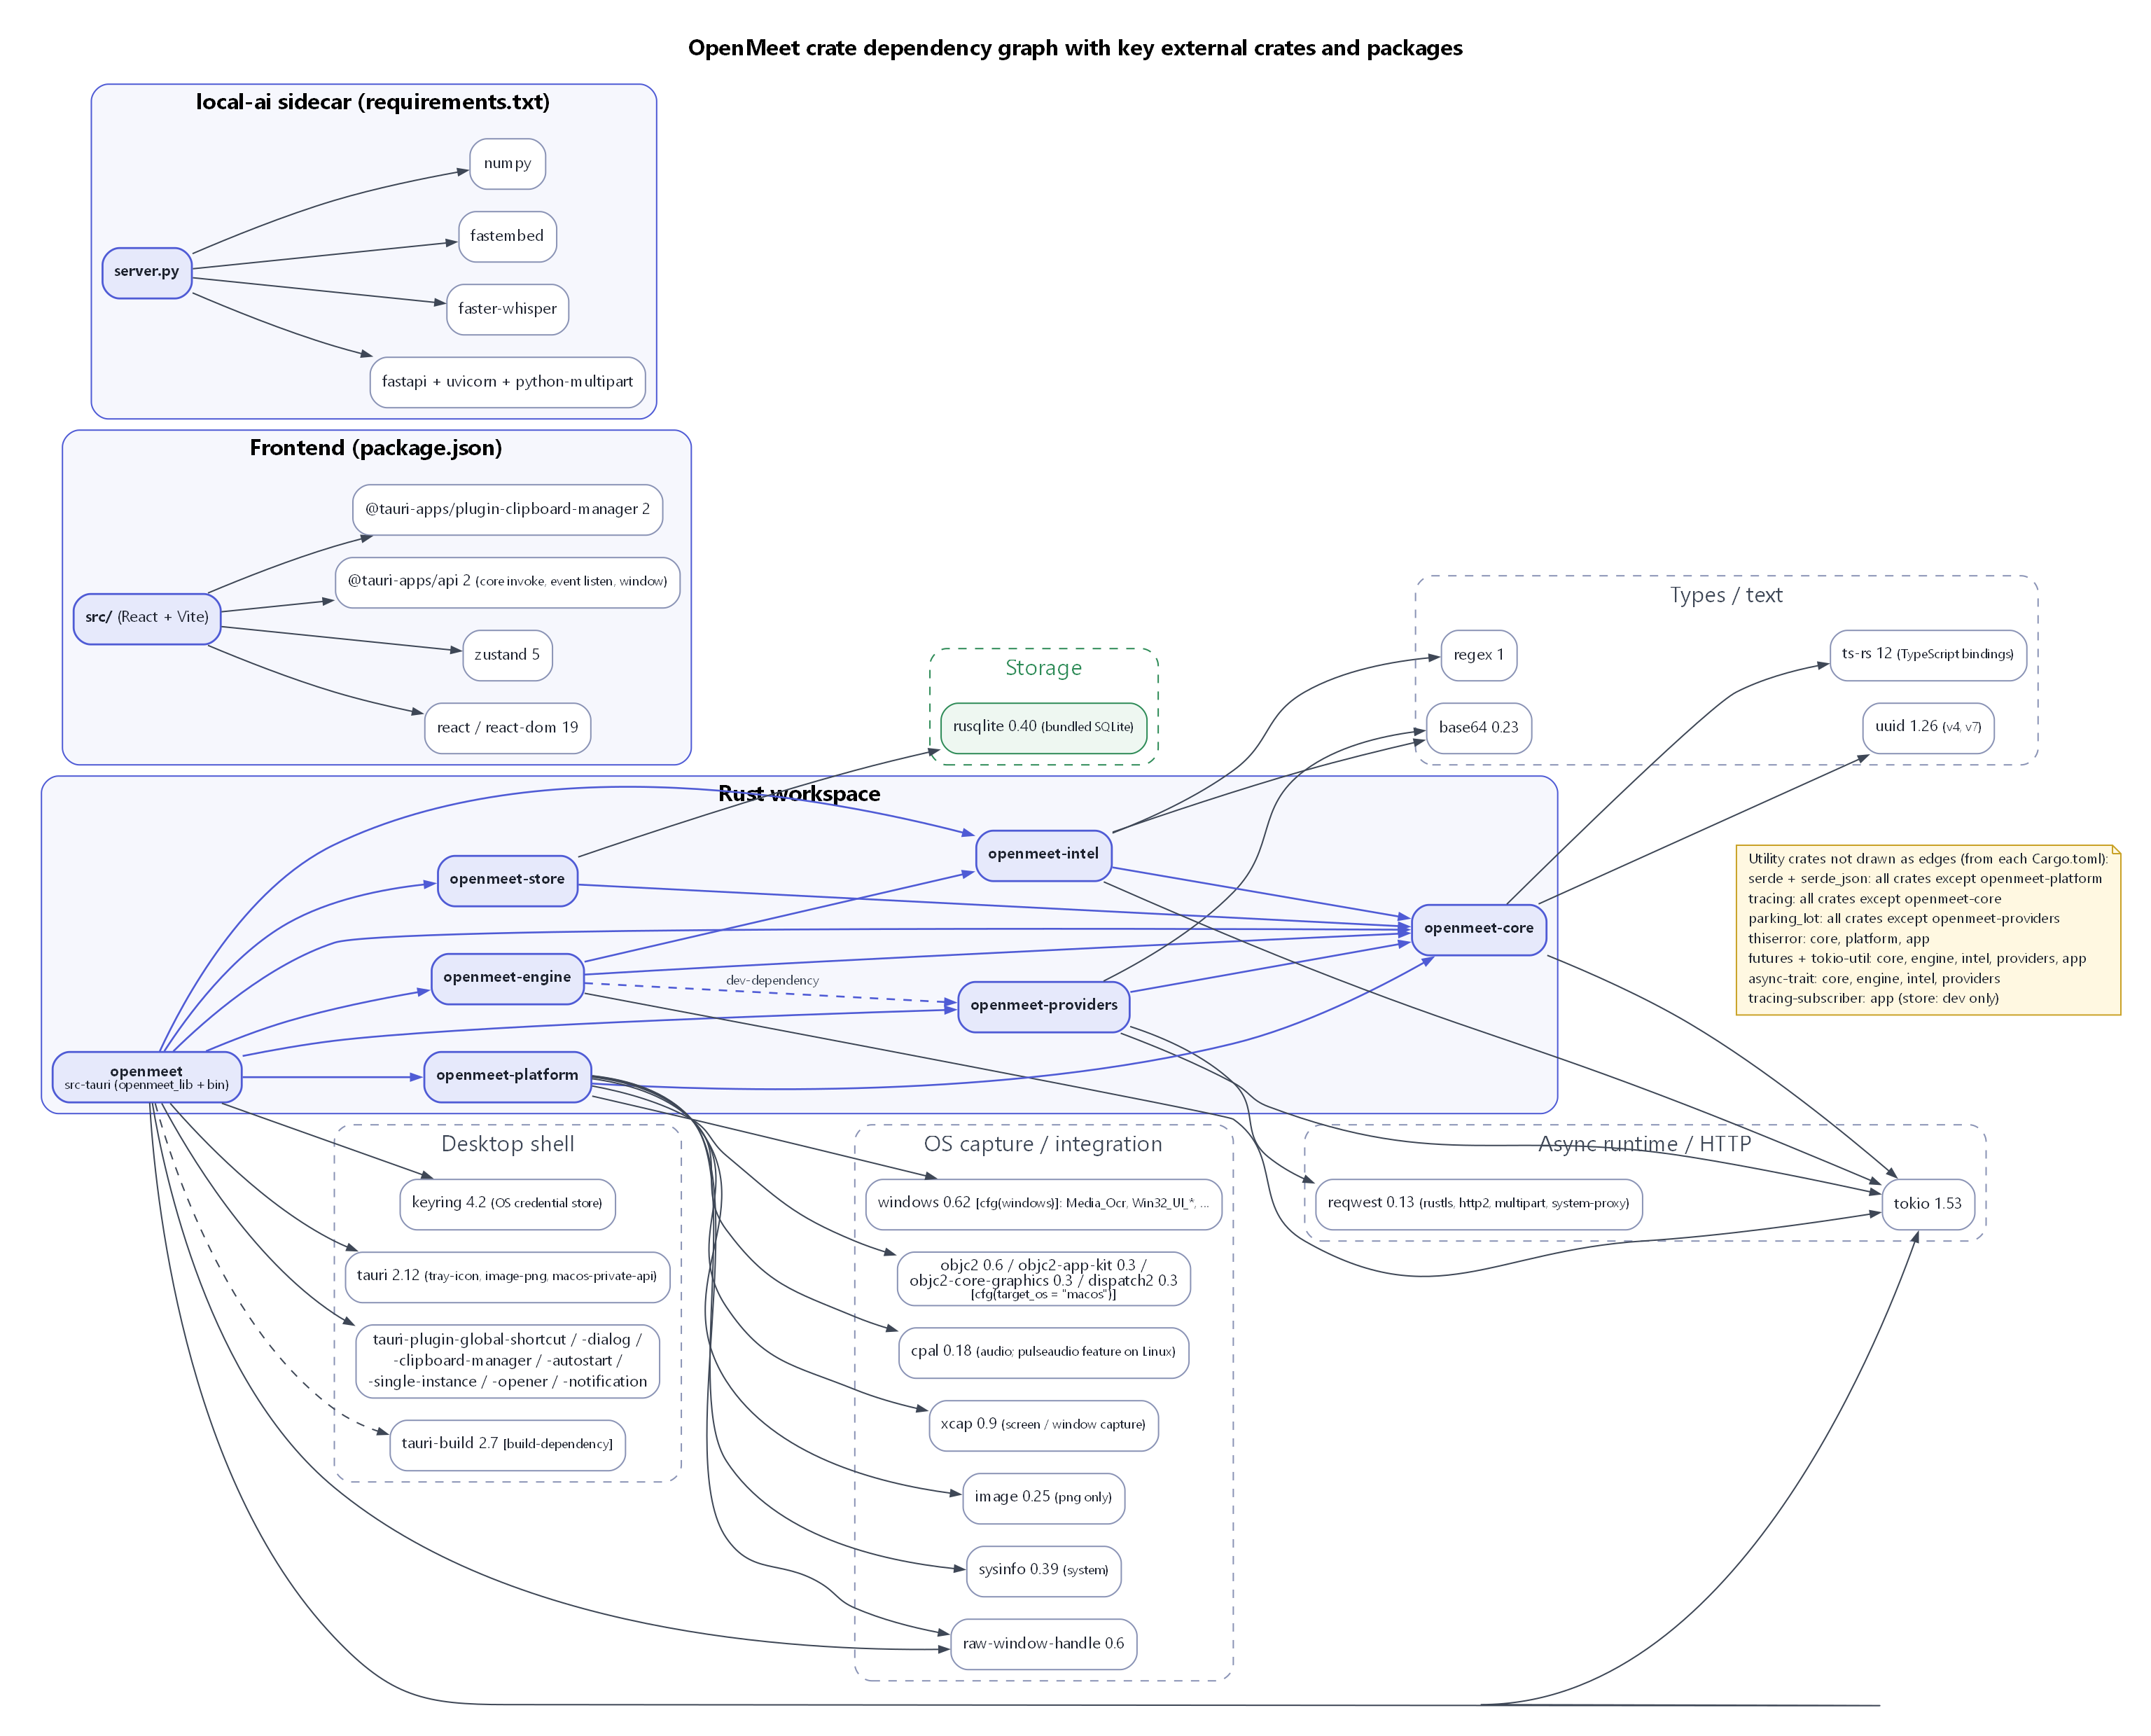 OpenMeet crate dependency graph with key external crates and packages
local-ai sidecar (requirements.txt)
numpy
fastembed
server.py
faster-whisper
fastapi + uvicorn + python-multipart
Frontend (package.json)
@tauri-apps/plugin-clipboard-manager 2
@tauri-apps/api 2 (core invoke, event listen, window)
src/ (React + Vite)
zustand 5
react / react-dom 19
Storage
rusqlite 0.40 (bundled SQLite)
Types / text
regex 1
ts-rs 12 (TypeScript bindings)
base64 0.23
uuid 1.26 (v4, v7)
Rust workspace
openmeet-intel
openmeet-store
openmeet-core
openmeet-engine
dev-dependency
openmeet-providers
openmeet
src-tauri (openmeet_lib + bin)
openmeet-platform
Utility crates not drawn as edges (from each Cargo.toml):
serde + serde_json: all crates except openmeet-platform
tracing: all crates except openmeet-core
parking_lot: all crates except openmeet-providers
thiserror: core, platform, app
futures + tokio-util: core, engine, intel, providers, app
async-trait: core, engine, intel, providers
tracing-subscriber: app (store: dev only)
Desktop shell
keyring 4.2 (OS credential store)
tauri 2.12 (tray-icon, image-png, macos-private-api)
tauri-plugin-global-shortcut / -dialog /
-clipboard-manager / -autostart /
-single-instance / -opener / -notification
tauri-build 2.7 [build-dependency]
OS capture / integration
windows 0.62 [cfg(windows)]: Media_Ocr, Win32_UI_*, ...
objc2 0.6 / objc2-app-kit 0.3 /
objc2-core-graphics 0.3 / dispatch2 0.3
[cfg(target_os = "macos")]
cpal 0.18 (audio; pulseaudio feature on Linux)
xcap 0.9 (screen / window capture)
image 0.25 (png only)
sysinfo 0.39 (system)
raw-window-handle 0.6
Async runtime / HTTP
reqwest 0.13 (rustls, http2, multipart, system-proxy)
tokio 1.53